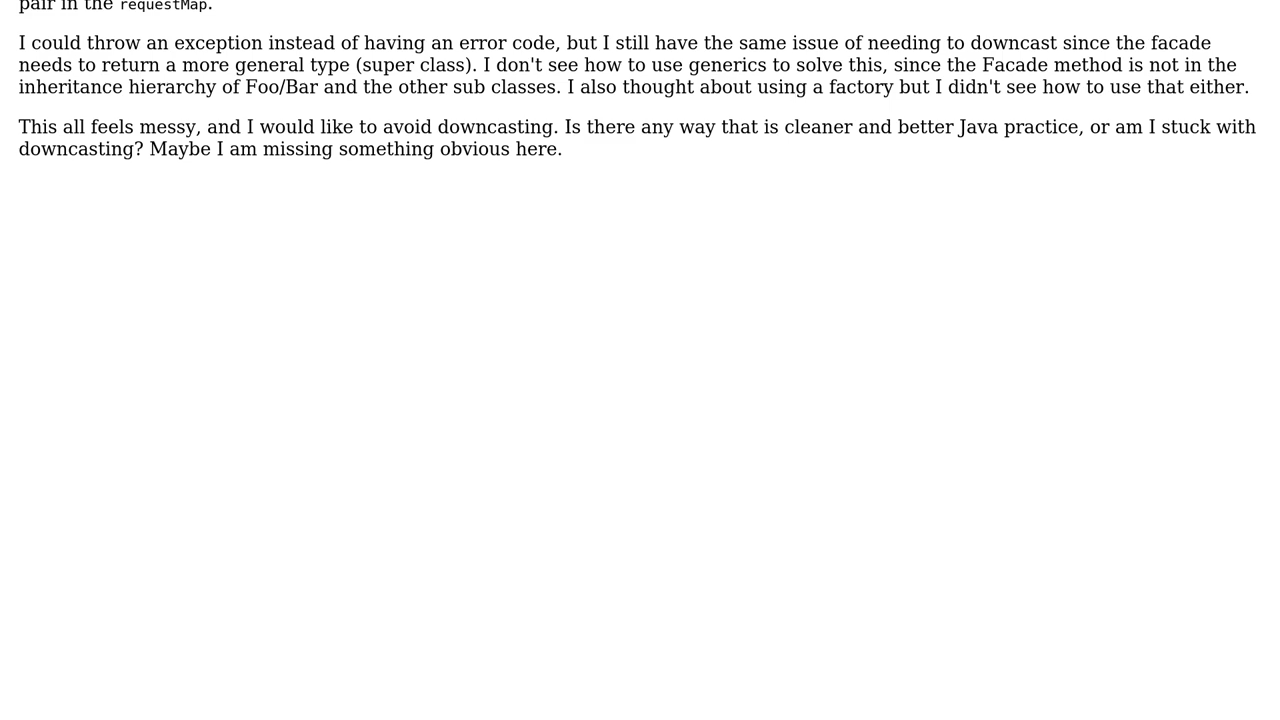 pair in the requestMap.
I could throw an exception instead of having an error code, but I still have the same issue of needing to downcast since the facade
needs to return a more general type (super class). I don't see how to use generics to solve this, since the Facade method is not in the
inheritance hierarchy of Foo/Bar and the other sub classes. I also thought about using a factory but I didn't see how to use that either.
This all feels messy, and I would like to avoid downcasting. Is there any way that is cleaner and better Java practice, or am I stuck with
downcasting? Maybe I am missing something obvious here.